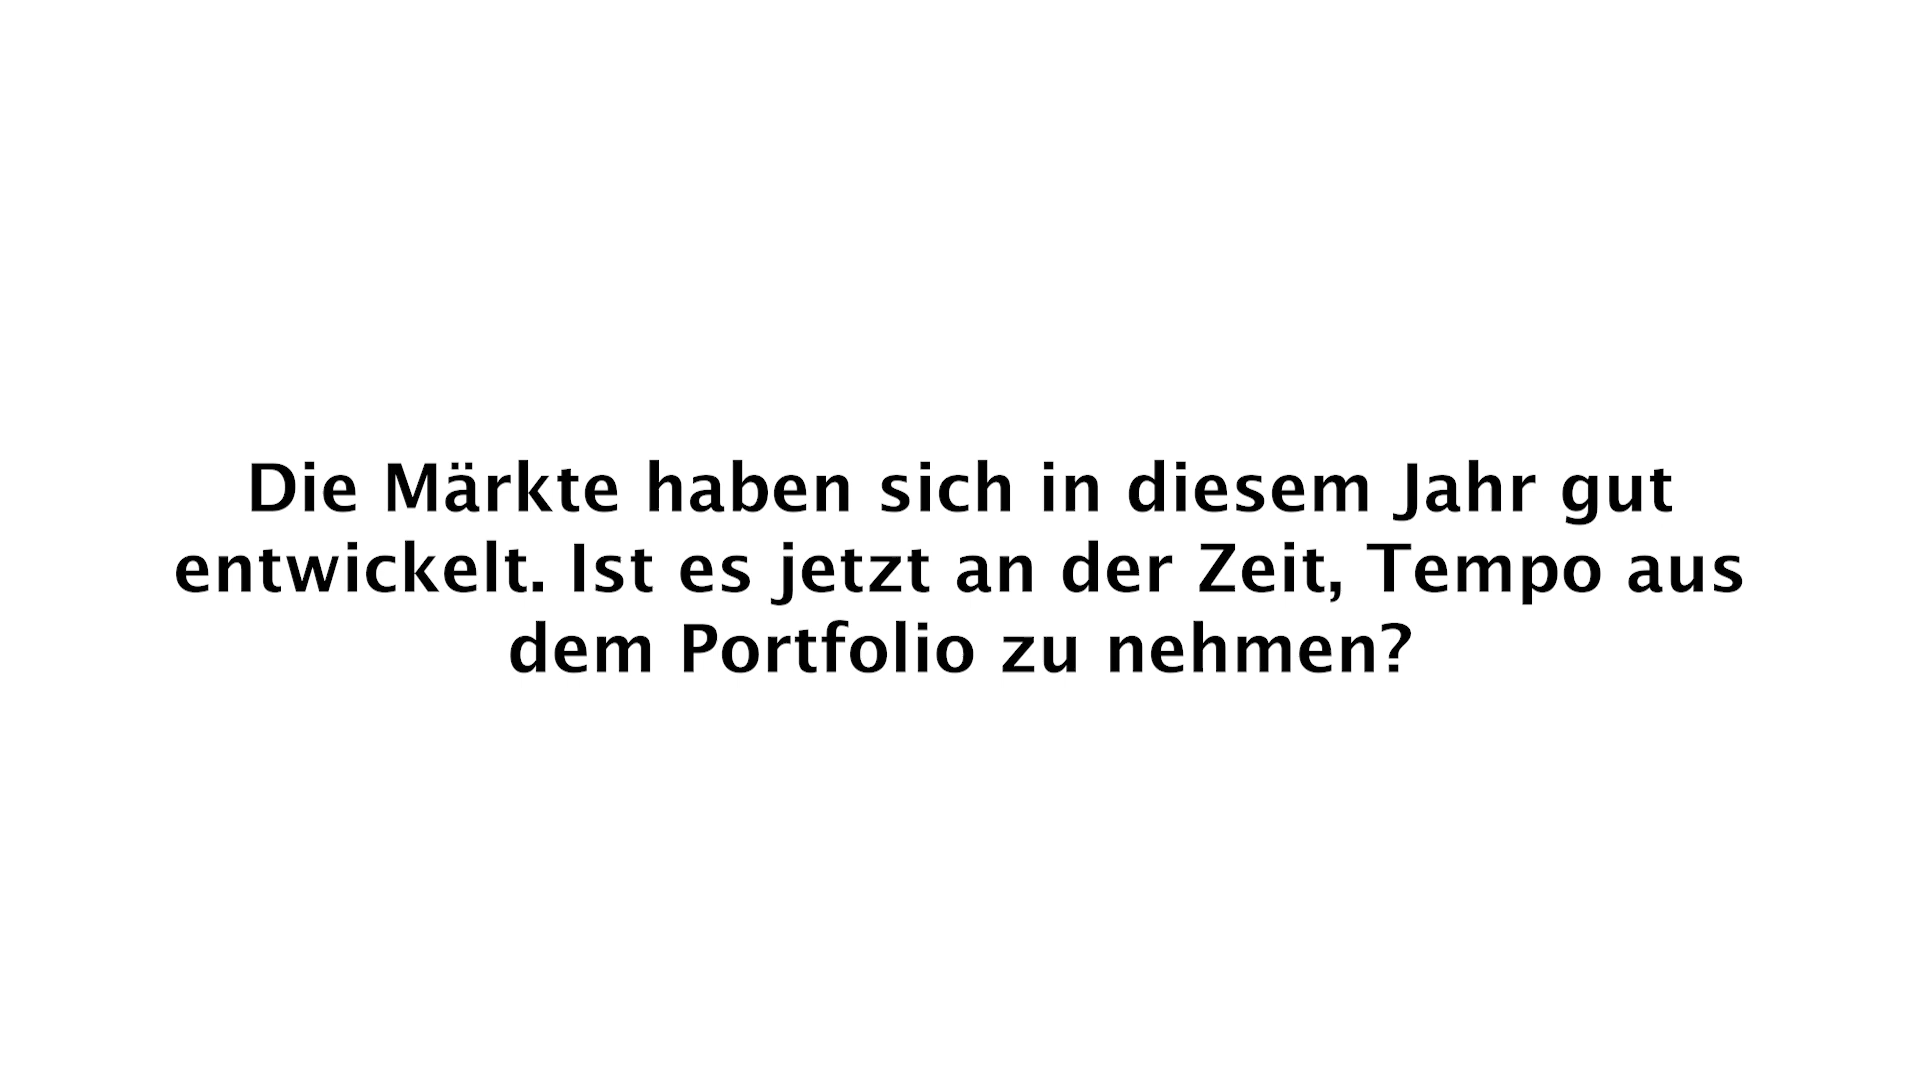 Die Märkte haben sich in diesem Jahr gut
entwickelt. Ist es jetzt an der Zeit, Tempo aus
dem Portfolio zu nehmen?